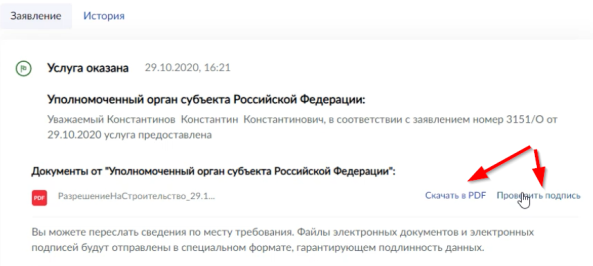 Заявление История
Услуга оказана 29.10.2020, 16:21
Уполномоченный орган субъекта Российской Федерации:
Уважаемый Константинов Константин Константинович, в соответствии с заявлением номер 3151/О от
29.10.2020 услуга предоставлена
Документы от "Уполномоченный орган субъекта Российской Федерации":
PDF РазрешениеНаСтроительство_29.1... Скачать в PDF Проверить подпись
Вы можете переслать сведения по месту требования. Файлы электронных документов и электронных
подписей будут отправлены в специальном формате, гарантирующем подлинность данных.